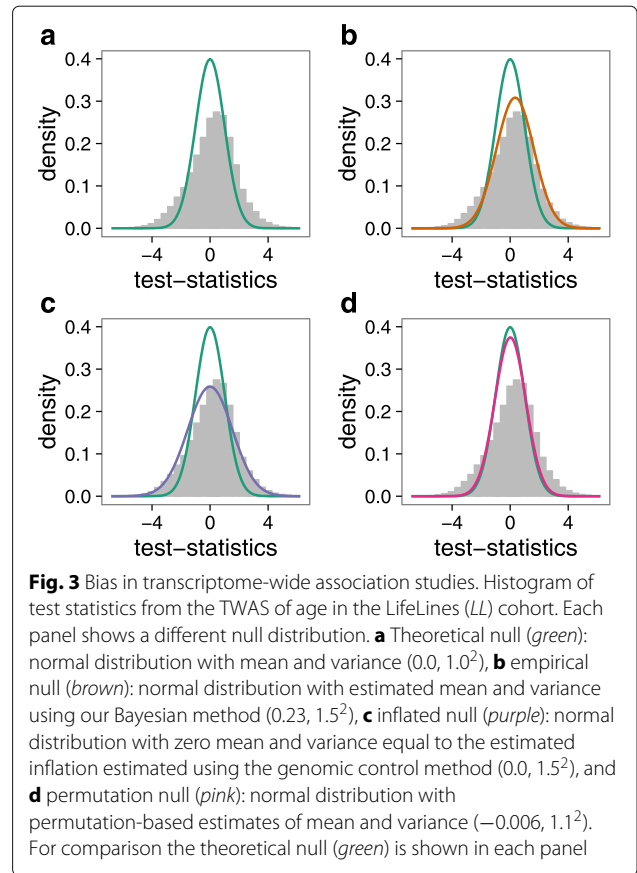 a
0.4
0.3
0.2
0.1
0.0
density
−4 0 4
test−statistics
b
0.4
0.3
0.2
0.1
0.0
density
−4 0 4
test−statistics
c
0.4
0.3
0.2
0.1
0.0
density
−4 0 4
test−statistics
d
0.4
0.3
0.2
0.1
0.0
density
−4 0 4
test−statistics
Fig. 3 Bias in transcriptome-wide association studies. Histogram of
test statistics from the TWAS of age in the LifeLines (LL) cohort. Each
panel shows a different null distribution. a Theoretical null (green):
normal distribution with mean and variance (0.0, 1.0²), b empirical
null (brown): normal distribution with estimated mean and variance
using our Bayesian method (0.23, 1.5²), c inflated null (purple): normal
distribution with zero mean and variance equal to the estimated
inflation estimated using the genomic control method (0.0, 1.5²), and
d permutation null (pink): normal distribution with
permutation-based estimates of mean and variance (−0.006, 1.1²).
For comparison the theoretical null (green) is shown in each panel